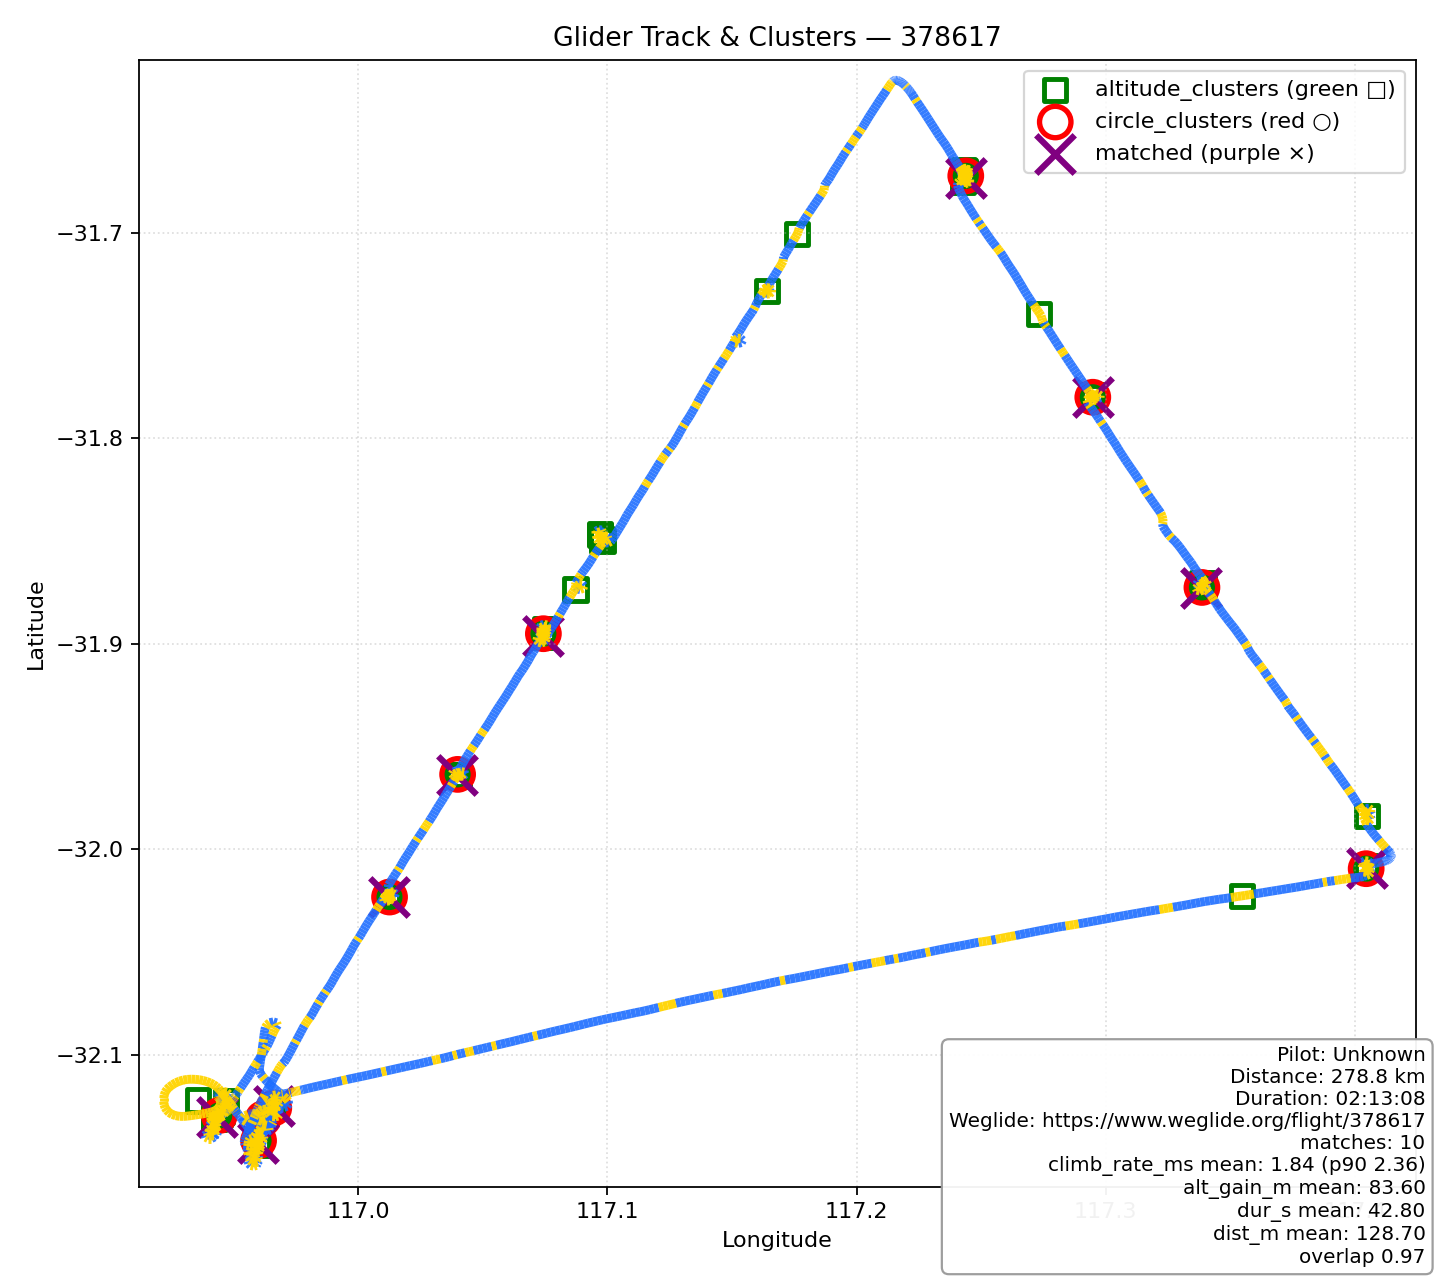 Glider Track & Clusters — 378617
altitude_clusters (green □)
circle_clusters (red ○)
matched (purple ×)
−31.7
−31.8
−31.9
−32.0
−32.1
Latitude
117.0
117.1
117.2
117.3
Longitude
Pilot: Unknown
Distance: 278.8 km
Duration: 02:13:08
Weglide: https://www.weglide.org/flight/378617
matches: 10
climb_rate_ms mean: 1.84 (p90 2.36)
alt_gain_m mean: 83.60
dur_s mean: 42.80
dist_m mean: 128.70
overlap 0.97